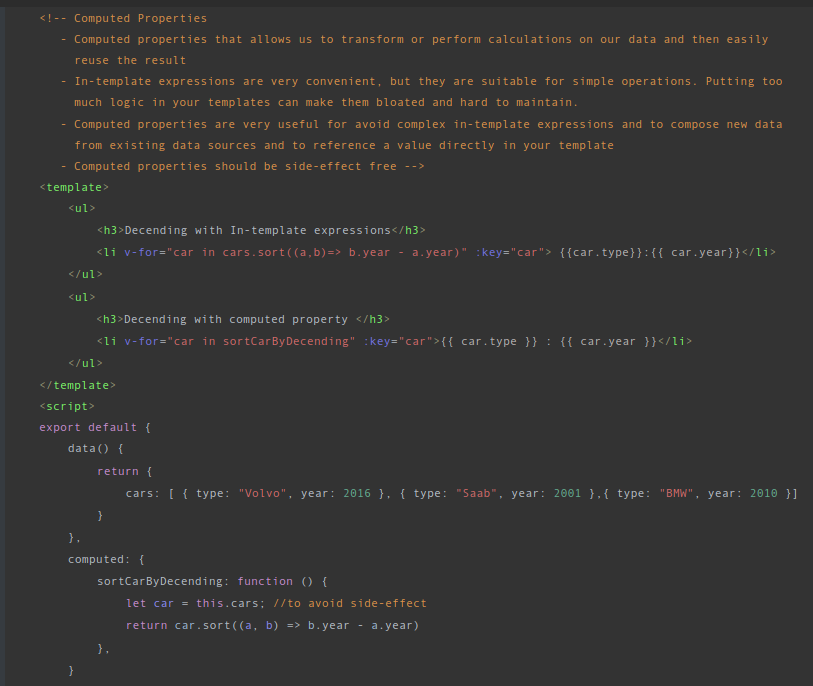 <!-- Computed Properties
- Computed properties that allows us to transform or perform calculations on our data and then easily
reuse the result
- In-template expressions are very convenient, but they are suitable for simple operations. Putting too
much logic in your templates can make them bloated and hard to maintain.
- Computed properties are very useful for avoid complex in-template expressions and to compose new data
from existing data sources and to reference a value directly in your template
- Computed properties should be side-effect free -->
<template>
<ul>
<h3>Decending with In-template expressions</h3>
<li v-for="car in cars.sort((a,b)=> b.year - a.year)" :key="car"> {{car.type}}:{{ car.year}}</li>
</ul>
<ul>
<h3>Decending with computed property </h3>
<li v-for="car in sortCarByDecending" :key="car">{{ car.type }} : {{ car.year }}</li>
</ul>
</template>
<script>
export default {
data() {
return {
cars: [ { type: "Volvo", year: 2016 }, { type: "Saab", year: 2001 },{ type: "BMW", year: 2010 }]
}
},
computed: {
sortCarByDecending: function () {
let car = this.cars; //to avoid side-effect
return car.sort((a, b) => b.year - a.year)
},
}